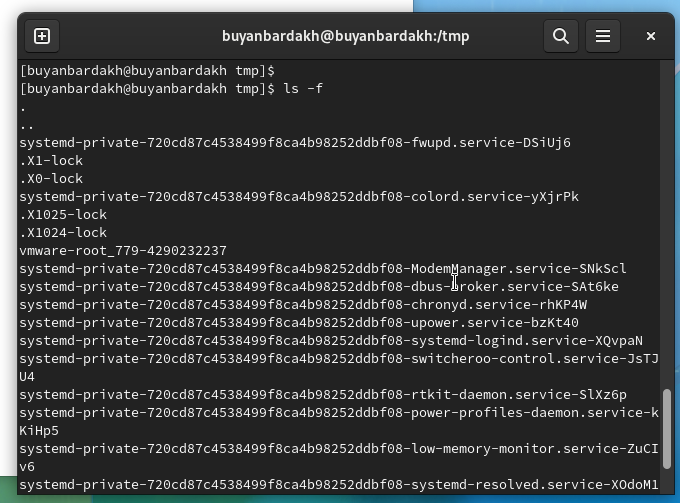 buyanbardakh@buyanbardakh:/tmp
[buyanbardakh@buyanbardakh tmp]$
[buyanbardakh@buyanbardakh tmp]$ ls -f
.
..
systemd-private-720cd87c4538499f8ca4b98252ddbf08-fwupd.service-DSiUj6
.X1-lock
.X0-lock
systemd-private-720cd87c4538499f8ca4b98252ddbf08-colord.service-yXjrPk
.X1025-lock
.X1024-lock
vmware-root_779-4290232237
systemd-private-720cd87c4538499f8ca4b98252ddbf08-ModemManager.service-SNkScl
systemd-private-720cd87c4538499f8ca4b98252ddbf08-dbus-broker.service-SAt6ke
systemd-private-720cd87c4538499f8ca4b98252ddbf08-chronyd.service-rhKP4W
systemd-private-720cd87c4538499f8ca4b98252ddbf08-upower.service-bzKt40
systemd-private-720cd87c4538499f8ca4b98252ddbf08-systemd-logind.service-XQvpaN
systemd-private-720cd87c4538499f8ca4b98252ddbf08-switcheroo-control.service-JsTJ
U4
systemd-private-720cd87c4538499f8ca4b98252ddbf08-rtkit-daemon.service-SlXz6p
systemd-private-720cd87c4538499f8ca4b98252ddbf08-power-profiles-daemon.service-k
KiHp5
systemd-private-720cd87c4538499f8ca4b98252ddbf08-low-memory-monitor.service-ZuCI
v6
systemd-private-720cd87c4538499f8ca4b98252ddbf08-systemd-resolved.service-XOdoM1